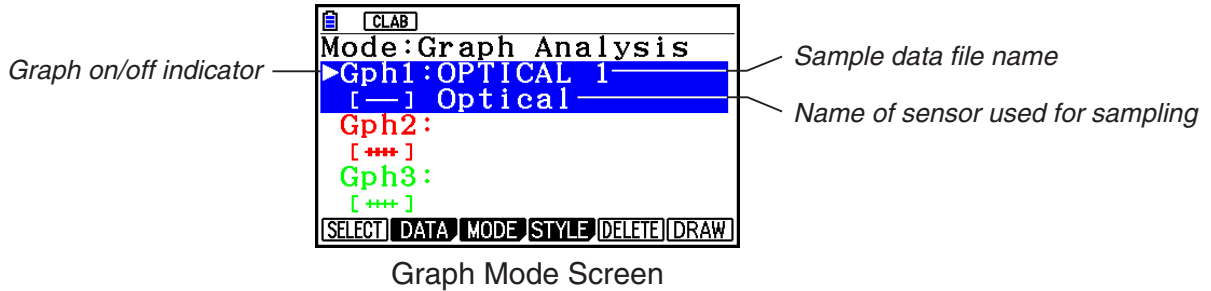 CLAB
Mode:Graph Analysis
Graph on/off indicator
▶Gph1:OPTICAL 1
Sample data file name
[—] Optical
Name of sensor used for sampling
Gph2:
[++++]
Gph3:
[++++]
SELECT DATA MODE STYLE DELETE DRAW
Graph Mode Screen